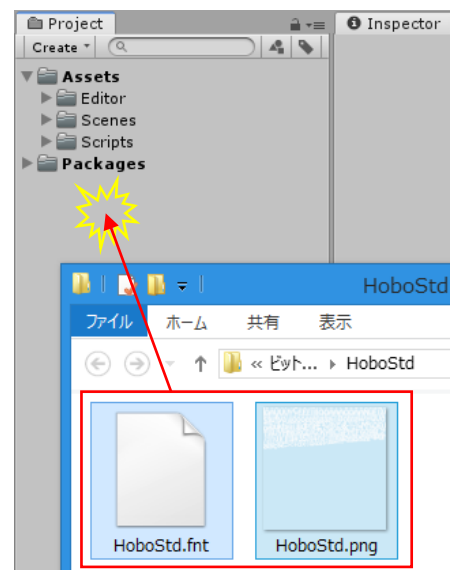 Project
Inspector
Create
Assets
Editor
Scenes
Scripts
Packages
HoboStd
ファイル
ホーム
共有
表示
« ビット... HoboStd
HoboStd.fnt
HoboStd.png